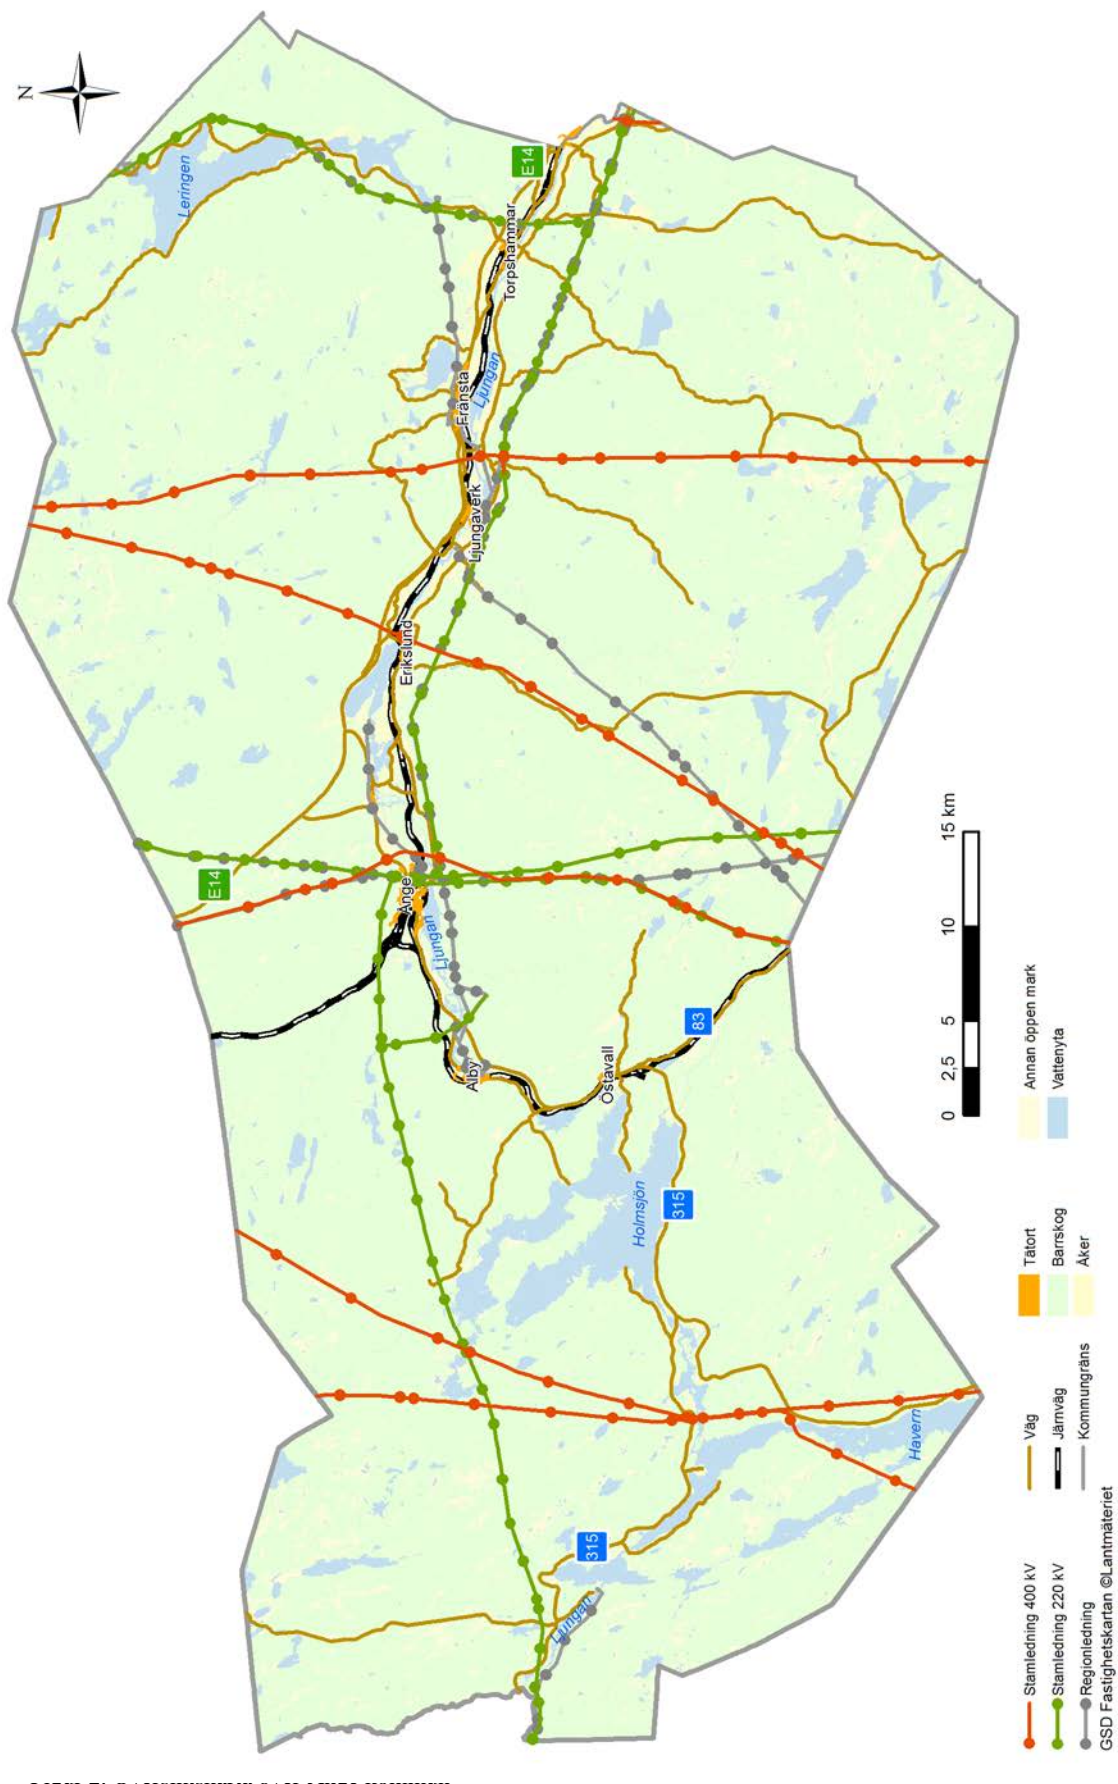 N
Leringen
E14
Torpshammar
Ljungan
Fränsta
Ljungaverk
Erikslund
E14
Ånge
Ljungan
Alby
83
Östavall
315
Holmsjön
315
Ljungan
Havern
0 2,5 5 10 15 km
Stamledning 400 kV
Stamledning 220 kV
Regionledning
Väg
Järnväg
Kommungräns
Tätort
Barrskog
Åker
Annan öppen mark
Vattenyta
GSD Fastighetskartan ©Lantmäteriet